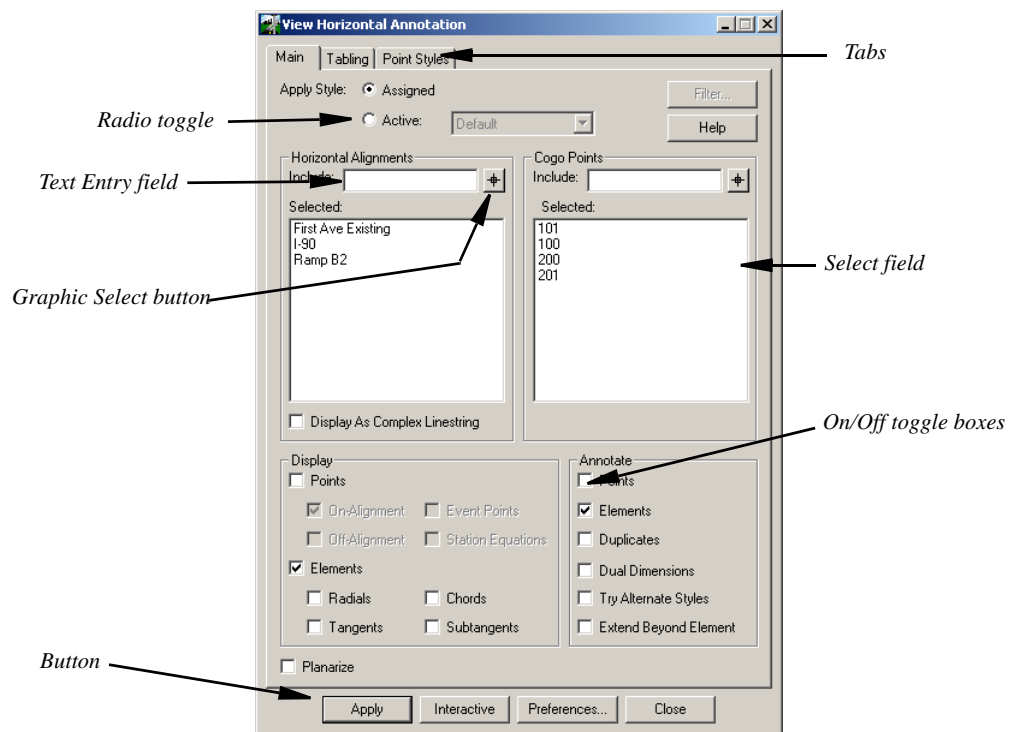 View Horizontal Annotation
Main Tabling Point Styles
Tabs
Apply Style: Assigned Filter...
Radio toggle
Active: Default Help
Horizontal Alignments Cogo Points
Text Entry field
Include: Include:
Selected: Selected:
First Ave Existing 101
I-90 100
Ramp B2 200
201
Select field
Graphic Select button
Display As Complex Linestring
On/Off toggle boxes
Display Annotate
Points Points
On-Alignment Event Points Elements
Off-Alignment Station Equations Duplicates
Elements Dual Dimensions
Radials Chords Try Alternate Styles
Tangents Subtangents Extend Beyond Element
Button
Planarize
Apply Interactive Preferences... Close